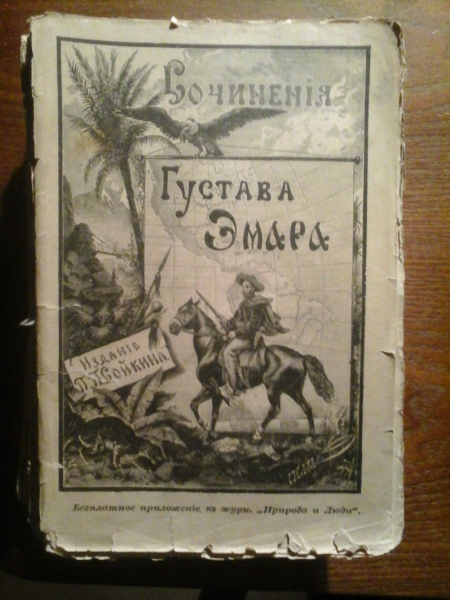 Сочиненія
Густава
Эмара
Изданіе
П. П. Сойкина
Безплатное приложеніе къ журн. „Природа и Люди“.